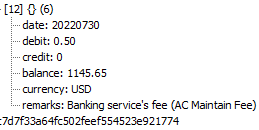 [12] {} (6)
date: 20220730
debit: 0.50
credit: 0
balance: 1145.65
currency: USD
remarks: Banking service's fee (AC Maintain Fee)
c7d7f33a64fc502feef554523e921774